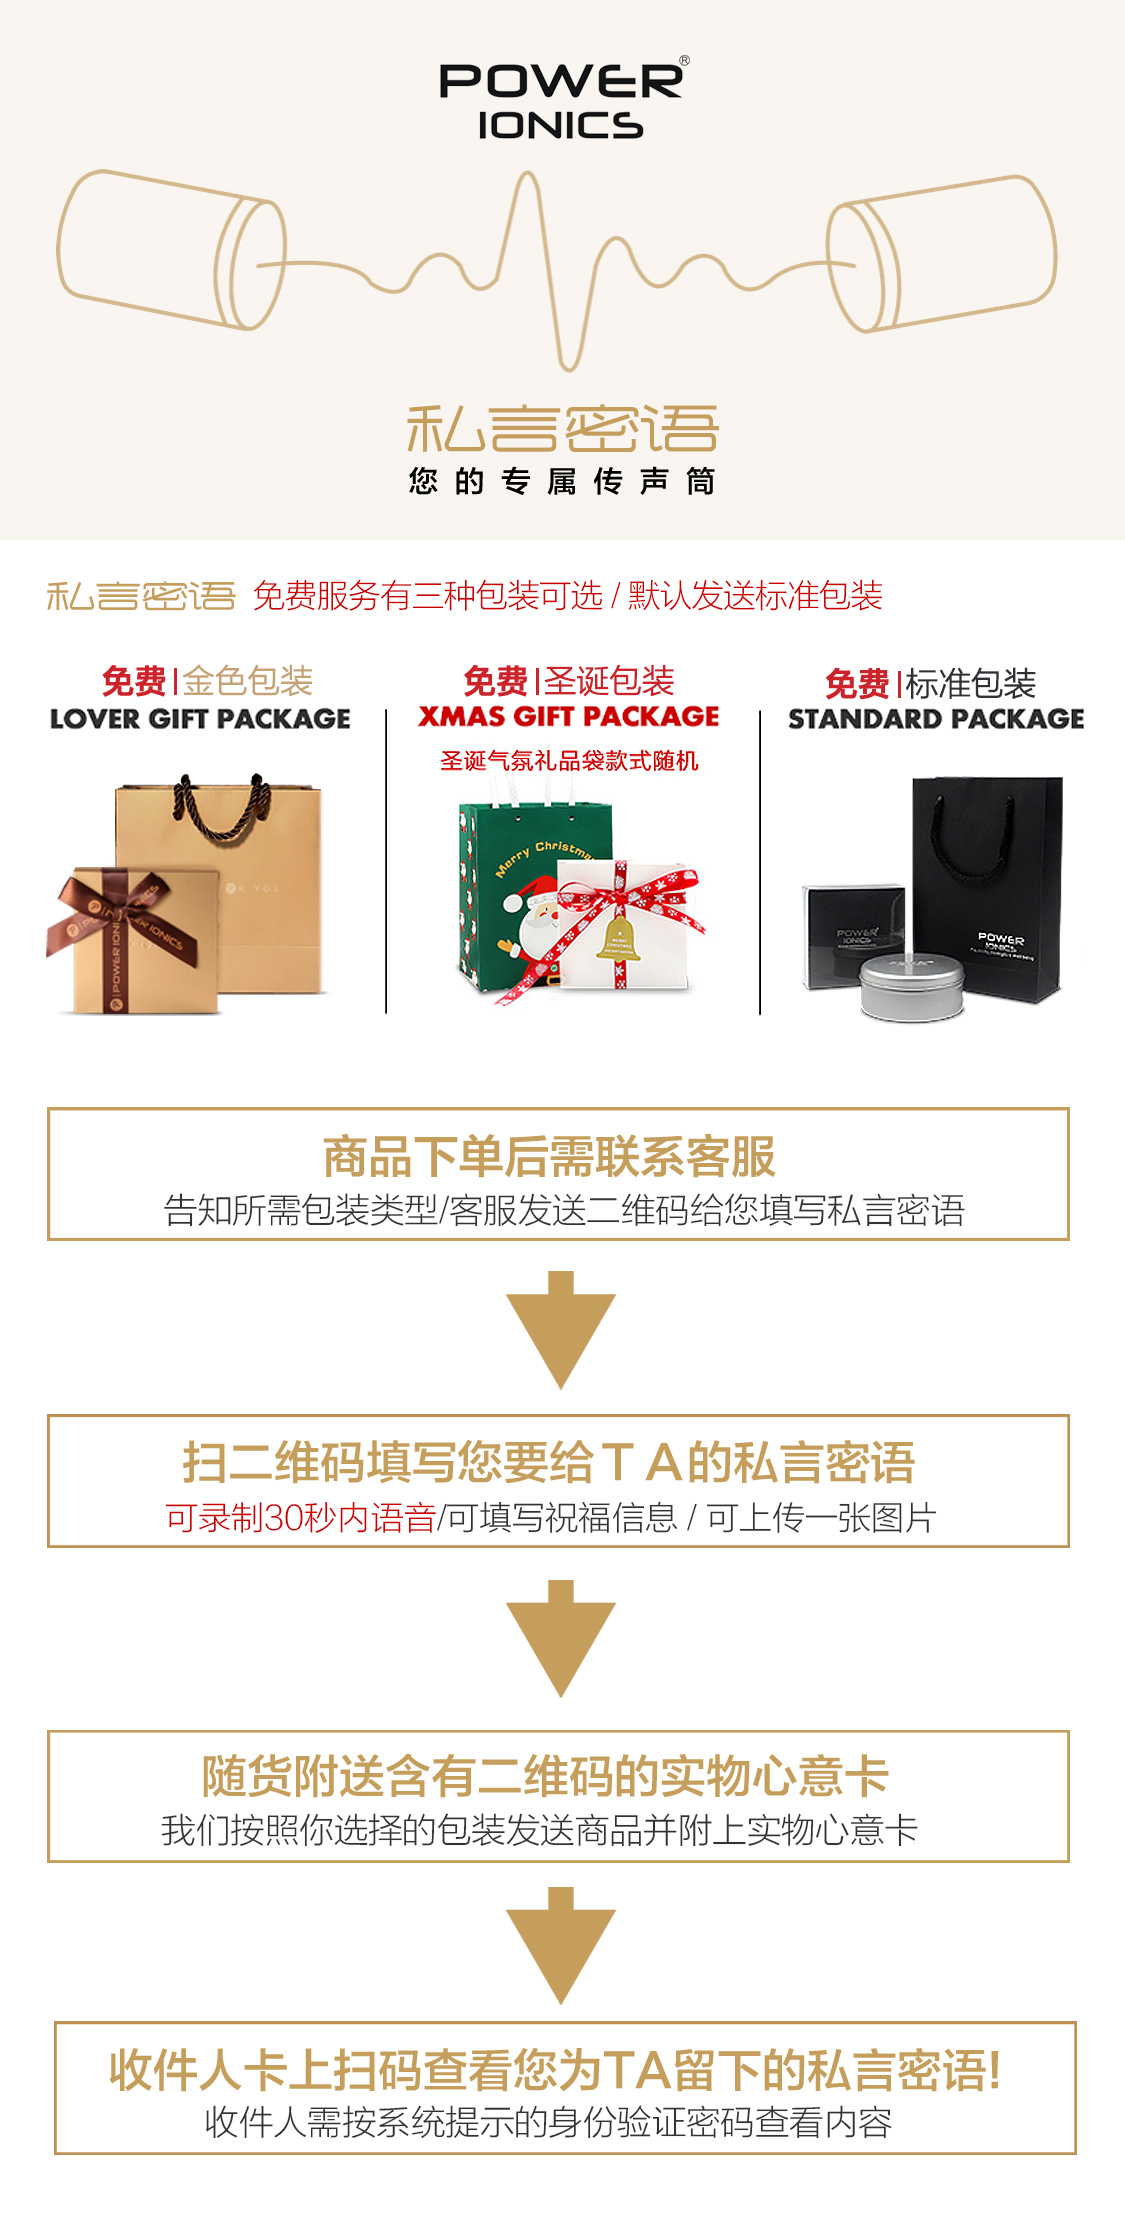 POWER®
IONICS
私言密语
您的专属传声筒
私言密语 免费服务有三种包装可选 / 默认发送标准包装
免费|金色包装
LOVER GIFT PACKAGE
免费|圣诞包装
XMAS GIFT PACKAGE
圣诞气氛礼品袋款式随机
免费|标准包装
STANDARD PACKAGE
Merry Christmas
POWER IONICS
POWER IONICS
POWER
IONICS
POWER
IONICS
商品下单后需联系客服
告知所需包装类型/客服发送二维码给您填写私言密语
扫二维码填写您要给TA的私言密语
可录制30秒内语音/可填写祝福信息 / 可上传一张图片
随货附送含有二维码的实物心意卡
我们按照你选择的包装发送商品并附上实物心意卡
收件人卡上扫码查看您为TA留下的私言密语!
收件人需按系统提示的身份验证密码查看内容